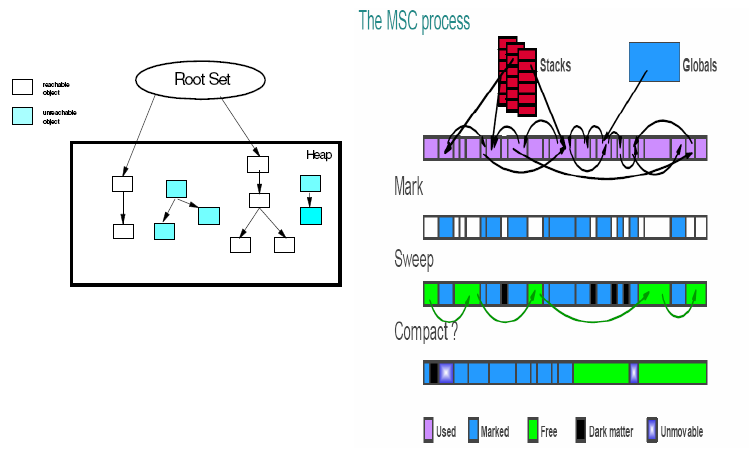 The MSC process
Root Set
Stacks
Globals
reachable
object
unreachable
object
Heap
Mark
Sweep
Compact ?
Used
Marked
Free
Dark matter
Unmovable